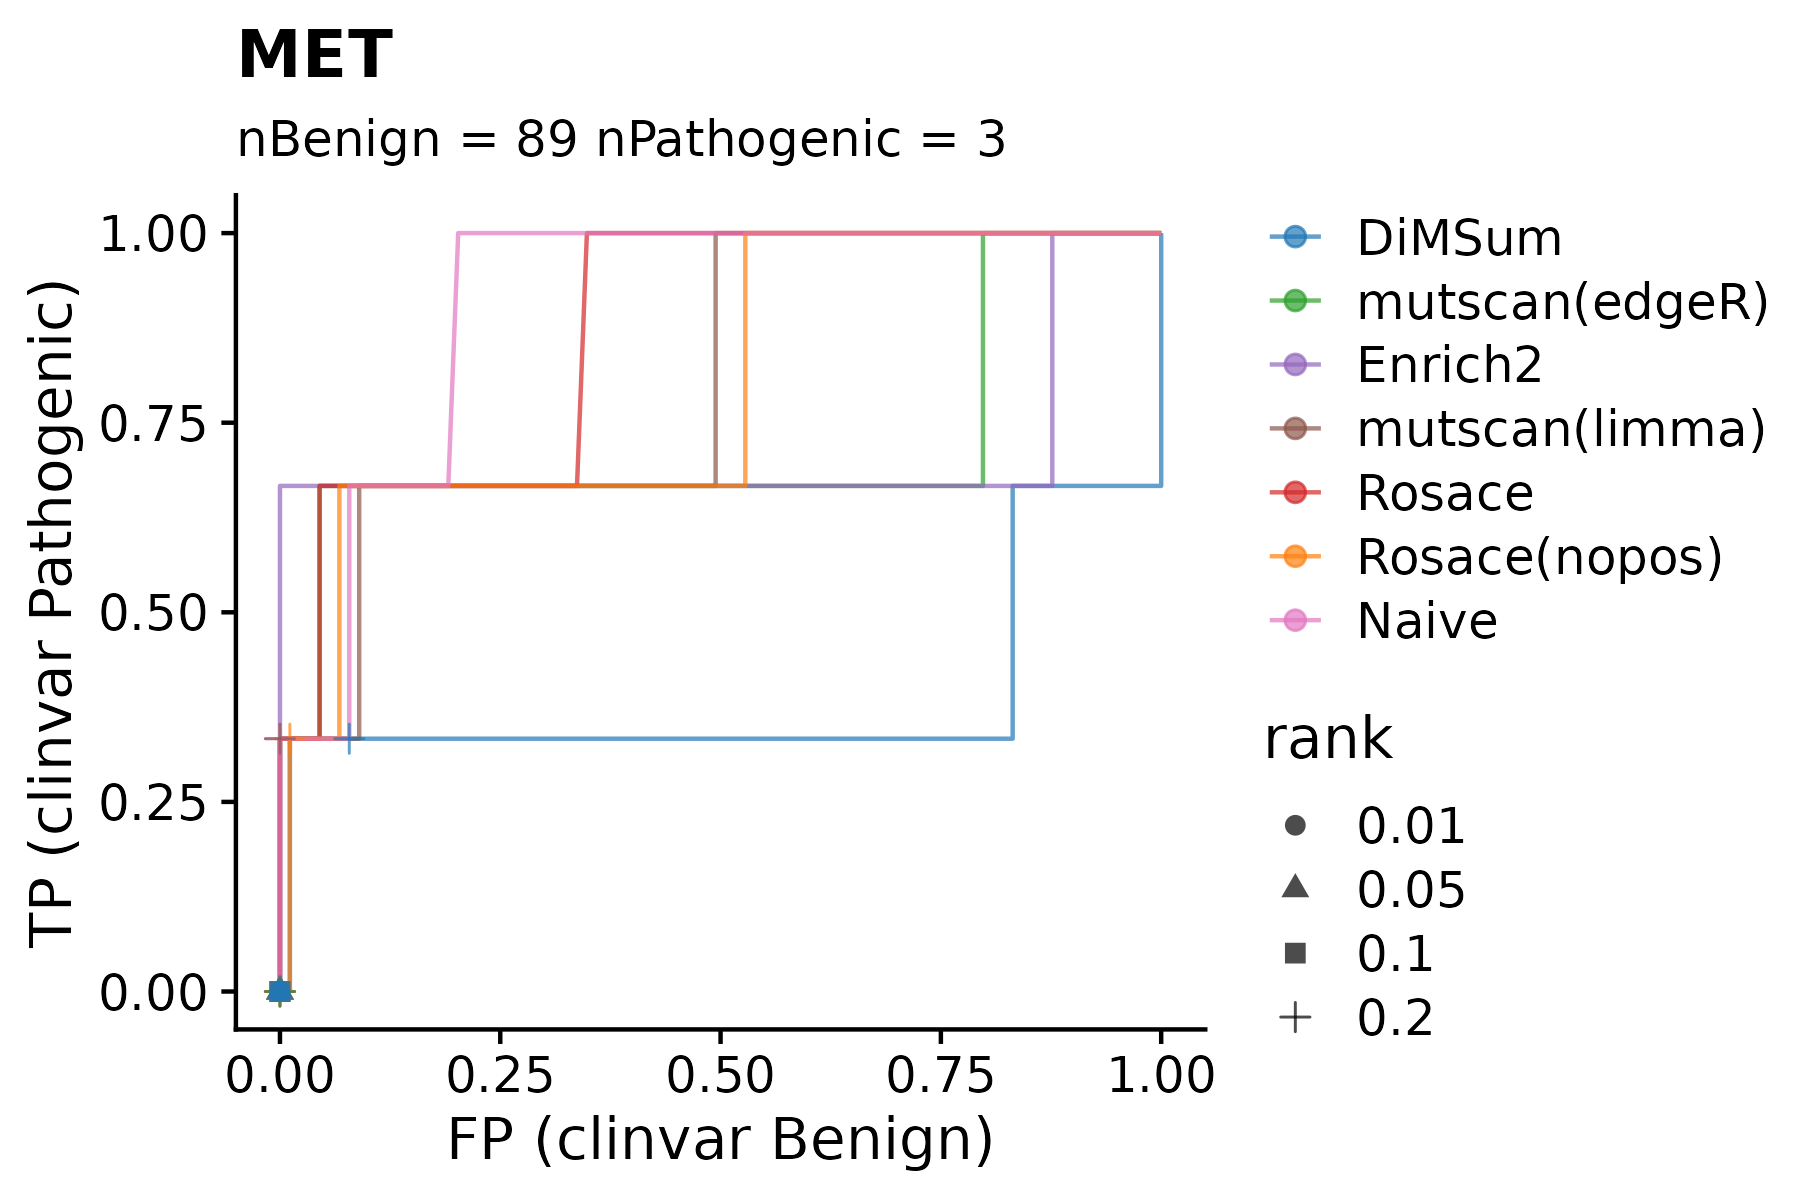 MET
nBenign = 89 nPathogenic = 3
TP (clinvar Pathogenic)
1.00
0.75
0.50
0.25
0.00
0.00 0.25 0.50 0.75 1.00
FP (clinvar Benign)
DiMSum
mutscan(edgeR)
Enrich2
mutscan(limma)
Rosace
Rosace(nopos)
Naive
rank
0.01
0.05
0.1
0.2